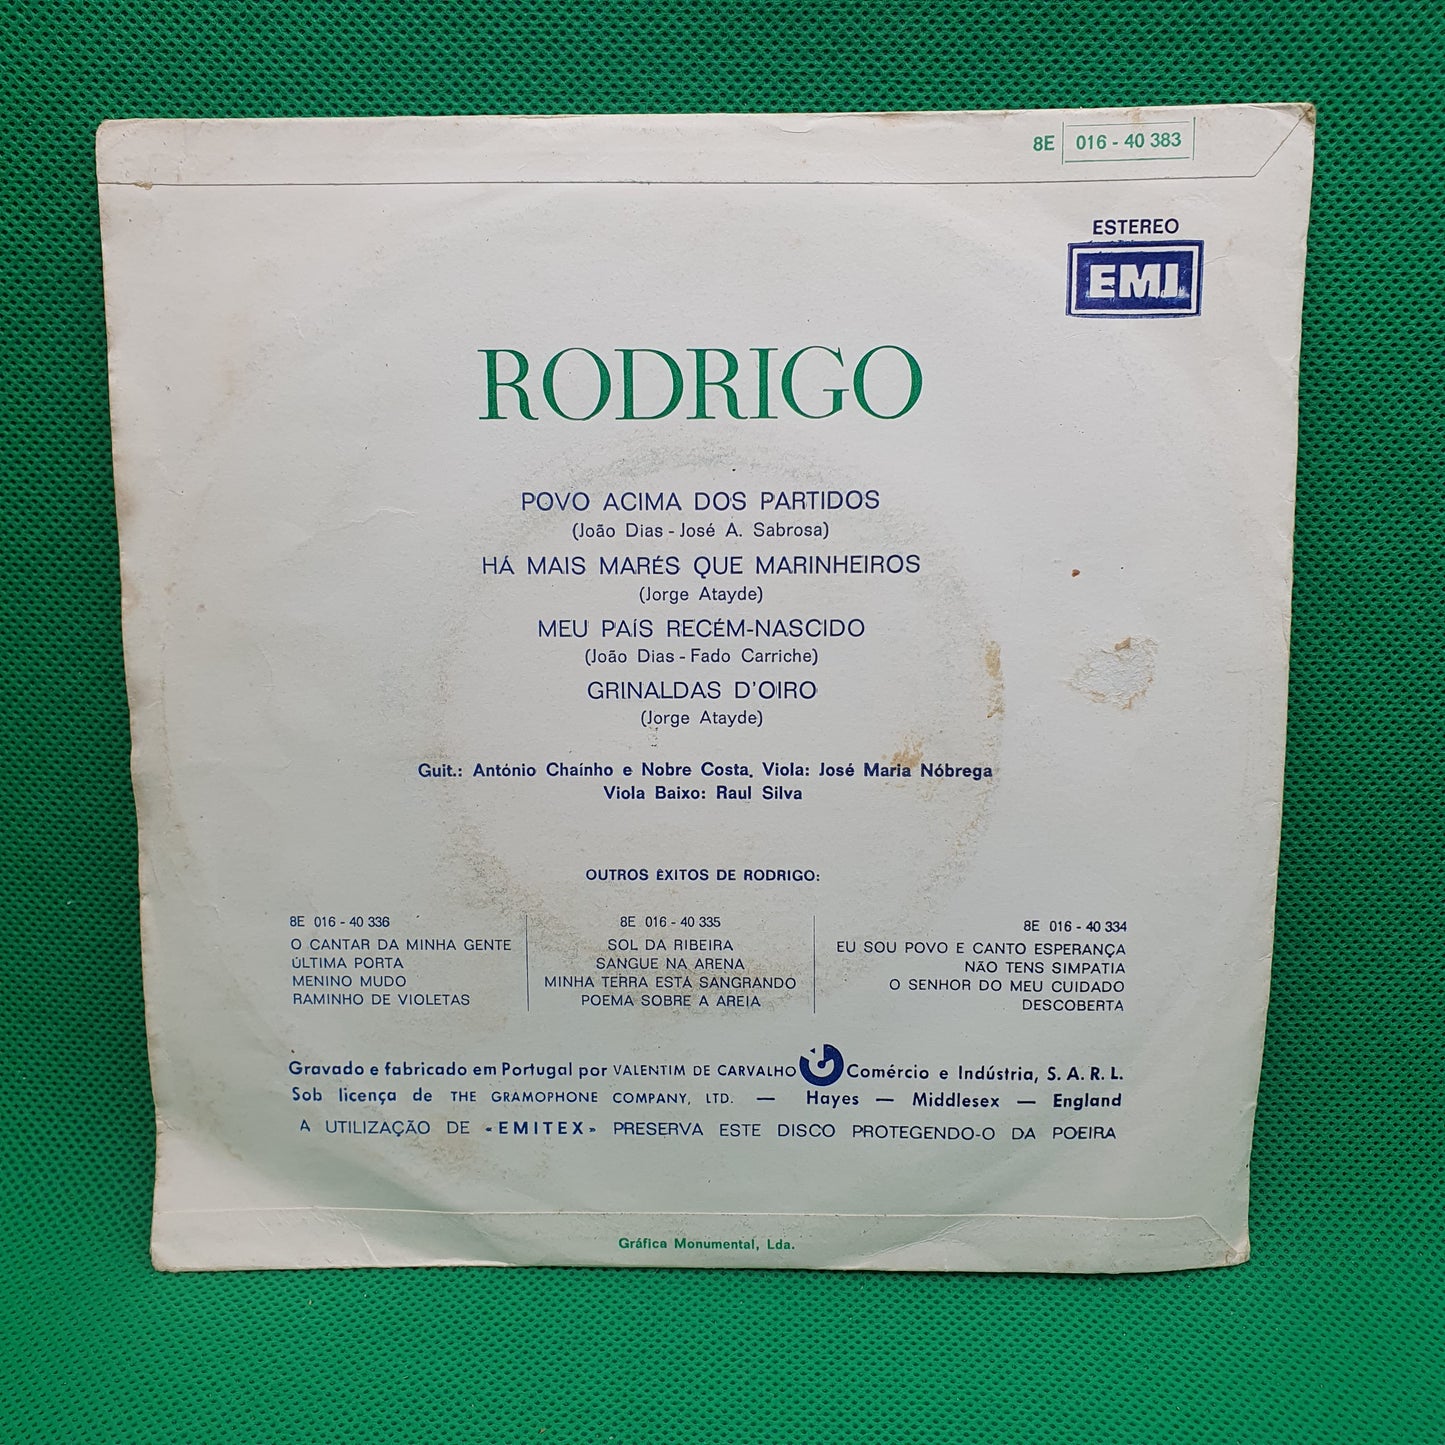 8E 016 - 40 383
ESTEREO
EMI
RODRIGO
POVO ACIMA DOS PARTIDOS
(João Dias - José A. Sabrosa)
HÁ MAIS MARÉS QUE MARINHEIROS
(Jorge Atayde)
MEU PAÍS RECÉM-NASCIDO
(João Dias - Fado Carriche)
GRINALDAS D'OIRO
(Jorge Atayde)
Guit.: António Chaínho e Nobre Costa. Viola: José Maria Nóbrega
Viola Baixo: Raul Silva
OUTROS ÊXITOS DE RODRIGO:
8E 016 - 40 336
O CANTAR DA MINHA GENTE
ÚLTIMA PORTA
MENINO MUDO
RAMINHO DE VIOLETAS
8E 016 - 40 335
SOL DA RIBEIRA
SANGUE NA ARENA
MINHA TERRA ESTÁ SANGRANDO
POEMA SOBRE A AREIA
8E 016 - 40 334
EU SOU POVO E CANTO ESPERANÇA
NÃO TENS SIMPATIA
O SENHOR DO MEU CUIDADO
DESCOBERTA
Gravado e fabricado em Portugal por VALENTIM DE CARVALHO Comércio e Indústria, S. A. R. L.
Sob licença de THE GRAMOPHONE COMPANY, LTD. — Hayes — Middlesex — England
A UTILIZAÇÃO DE «EMITEX» PRESERVA ESTE DISCO PROTEGENDO-O DA POEIRA
Gráfica Monumental, Lda.